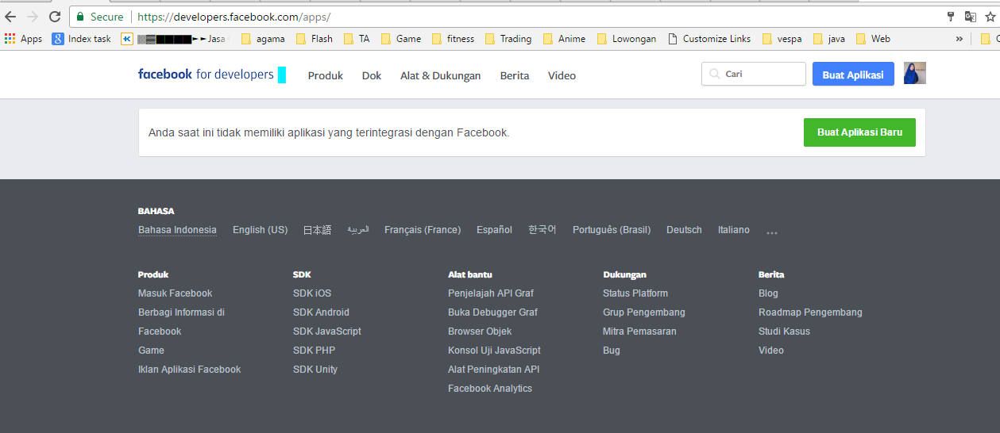 Secure https://developers.facebook.com/apps/
Apps Index task ►►Jasa agama Flash TA Game fitness Trading Anime Lowongan Customize Links vespa java Web »
facebook for developers Produk Dok Alat & Dukungan Berita Video Cari Buat Aplikasi
Anda saat ini tidak memiliki aplikasi yang terintegrasi dengan Facebook. Buat Aplikasi Baru
BAHASA
Bahasa Indonesia English (US) 日本語 العربية Français (France) Español 한국어 Português (Brasil) Deutsch Italiano ...
Produk SDK Alat bantu Dukungan Berita
Masuk Facebook SDK iOS Penjelajah API Graf Status Platform Blog
Berbagi Informasi di SDK Android Buka Debugger Graf Grup Pengembang Roadmap Pengembang
Facebook SDK JavaScript Browser Objek Mitra Pemasaran Studi Kasus
Game SDK PHP Konsol Uji JavaScript Bug Video
Iklan Aplikasi Facebook SDK Unity Alat Peningkatan API
Facebook Analytics